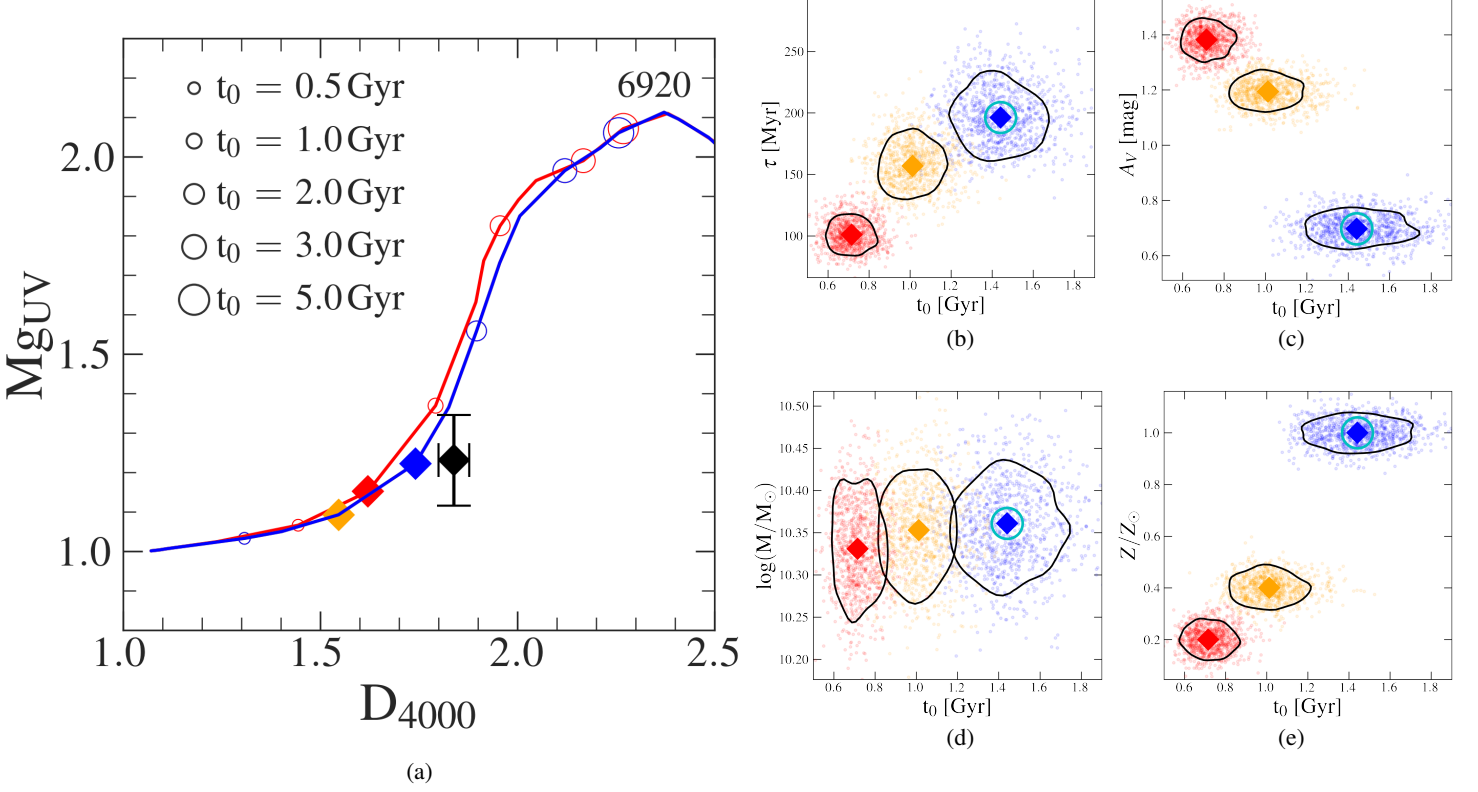 6920
t₀ = 0.5 Gyr
t₀ = 1.0 Gyr
t₀ = 2.0 Gyr
t₀ = 3.0 Gyr
t₀ = 5.0 Gyr
2.0
1.5
1.0
Mg_UV
1.0 1.5 2.0 2.5
D₄₀₀₀
(a)
250
200
150
100
τ [Myr]
0.6 0.8 1.0 1.2 1.4 1.6 1.8
t₀ [Gyr]
(b)
1.4
1.2
1.0
0.8
0.6
A_V [mag]
0.6 0.8 1.0 1.2 1.4 1.6 1.8
t₀ [Gyr]
(c)
10.50
10.45
10.40
10.35
10.30
10.25
10.20
log(M/M☉)
0.6 0.8 1.0 1.2 1.4 1.6 1.8
t₀ [Gyr]
(d)
1.0
0.8
0.6
0.4
0.2
Z/Z☉
0.6 0.8 1.0 1.2 1.4 1.6 1.8
t₀ [Gyr]
(e)